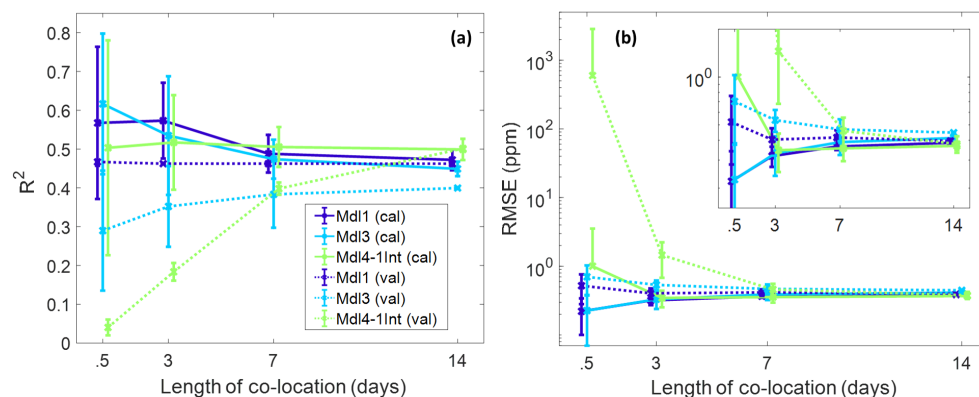 (a)
0.8
0.7
0.6
0.5
0.4
0.3
0.2
0.1
0
R²
Mdl1 (cal)
Mdl3 (cal)
Mdl4-1Int (cal)
Mdl1 (val)
Mdl3 (val)
Mdl4-1Int (val)
.5 3 7 14
Length of co-location (days)
(b)
10³
10²
10¹
10⁰
RMSE (ppm)
10⁰
.5 3 7 14
.5 3 7 14
Length of co-location (days)